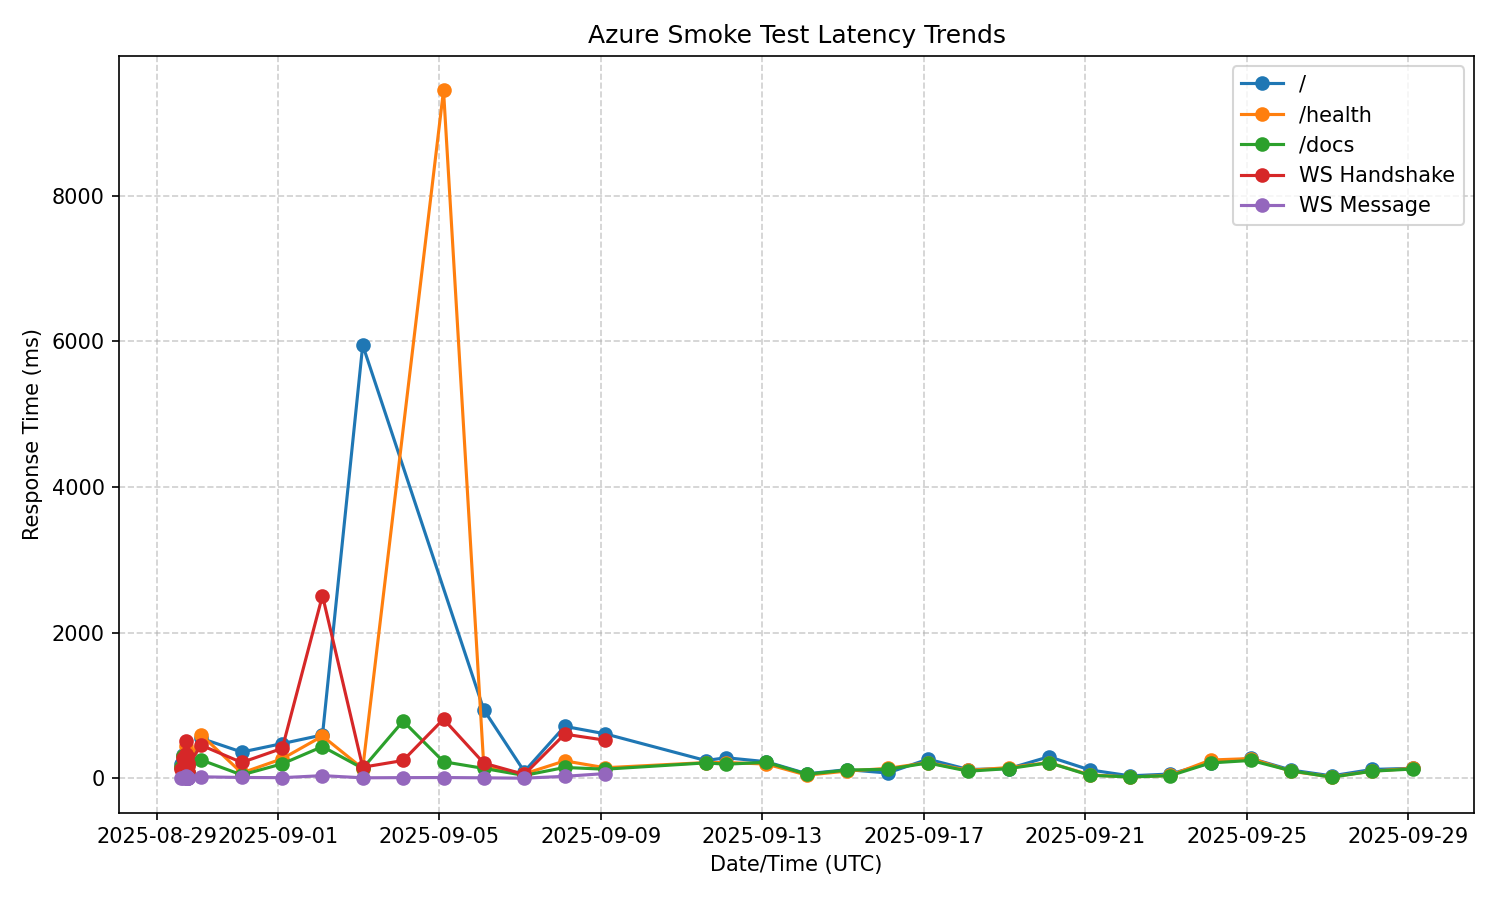 Azure Smoke Test Latency Trends
/
/health
/docs
WS Handshake
WS Message
Response Time (ms)
8000
6000
4000
2000
0
2025-08-29 2025-09-01 2025-09-05 2025-09-09 2025-09-13 2025-09-17 2025-09-21 2025-09-25 2025-09-29
Date/Time (UTC)